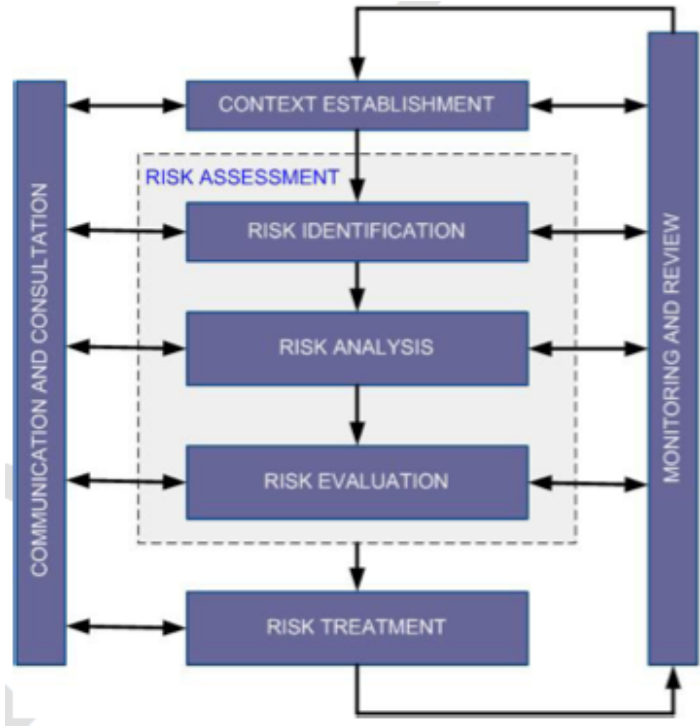 CONTEXT ESTABLISHMENT
RISK ASSESSMENT
RISK IDENTIFICATION
RISK ANALYSIS
RISK EVALUATION
RISK TREATMENT
COMMUNICATION AND CONSULTATION
MONITORING AND REVIEW